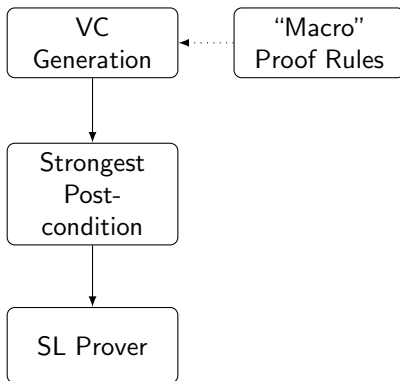 VC
Generation
“Macro”
Proof Rules
Strongest
Post-
condition
SL Prover